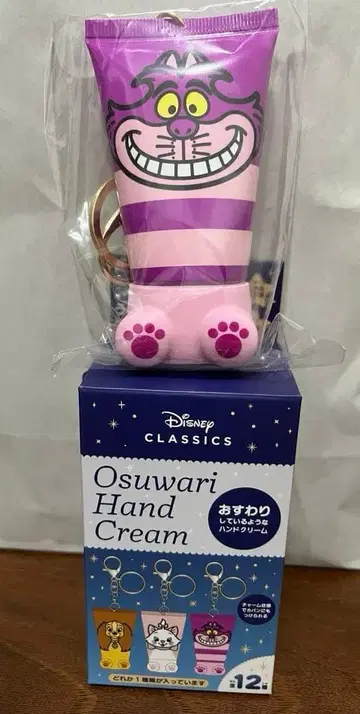 Disney
CLASSICS
Osuwari
Hand
Cream
おすわり
しているような
ハンドクリーム
チャーム仕様
でカバンにも
つけられる
どれか1種類が入っています
全12種